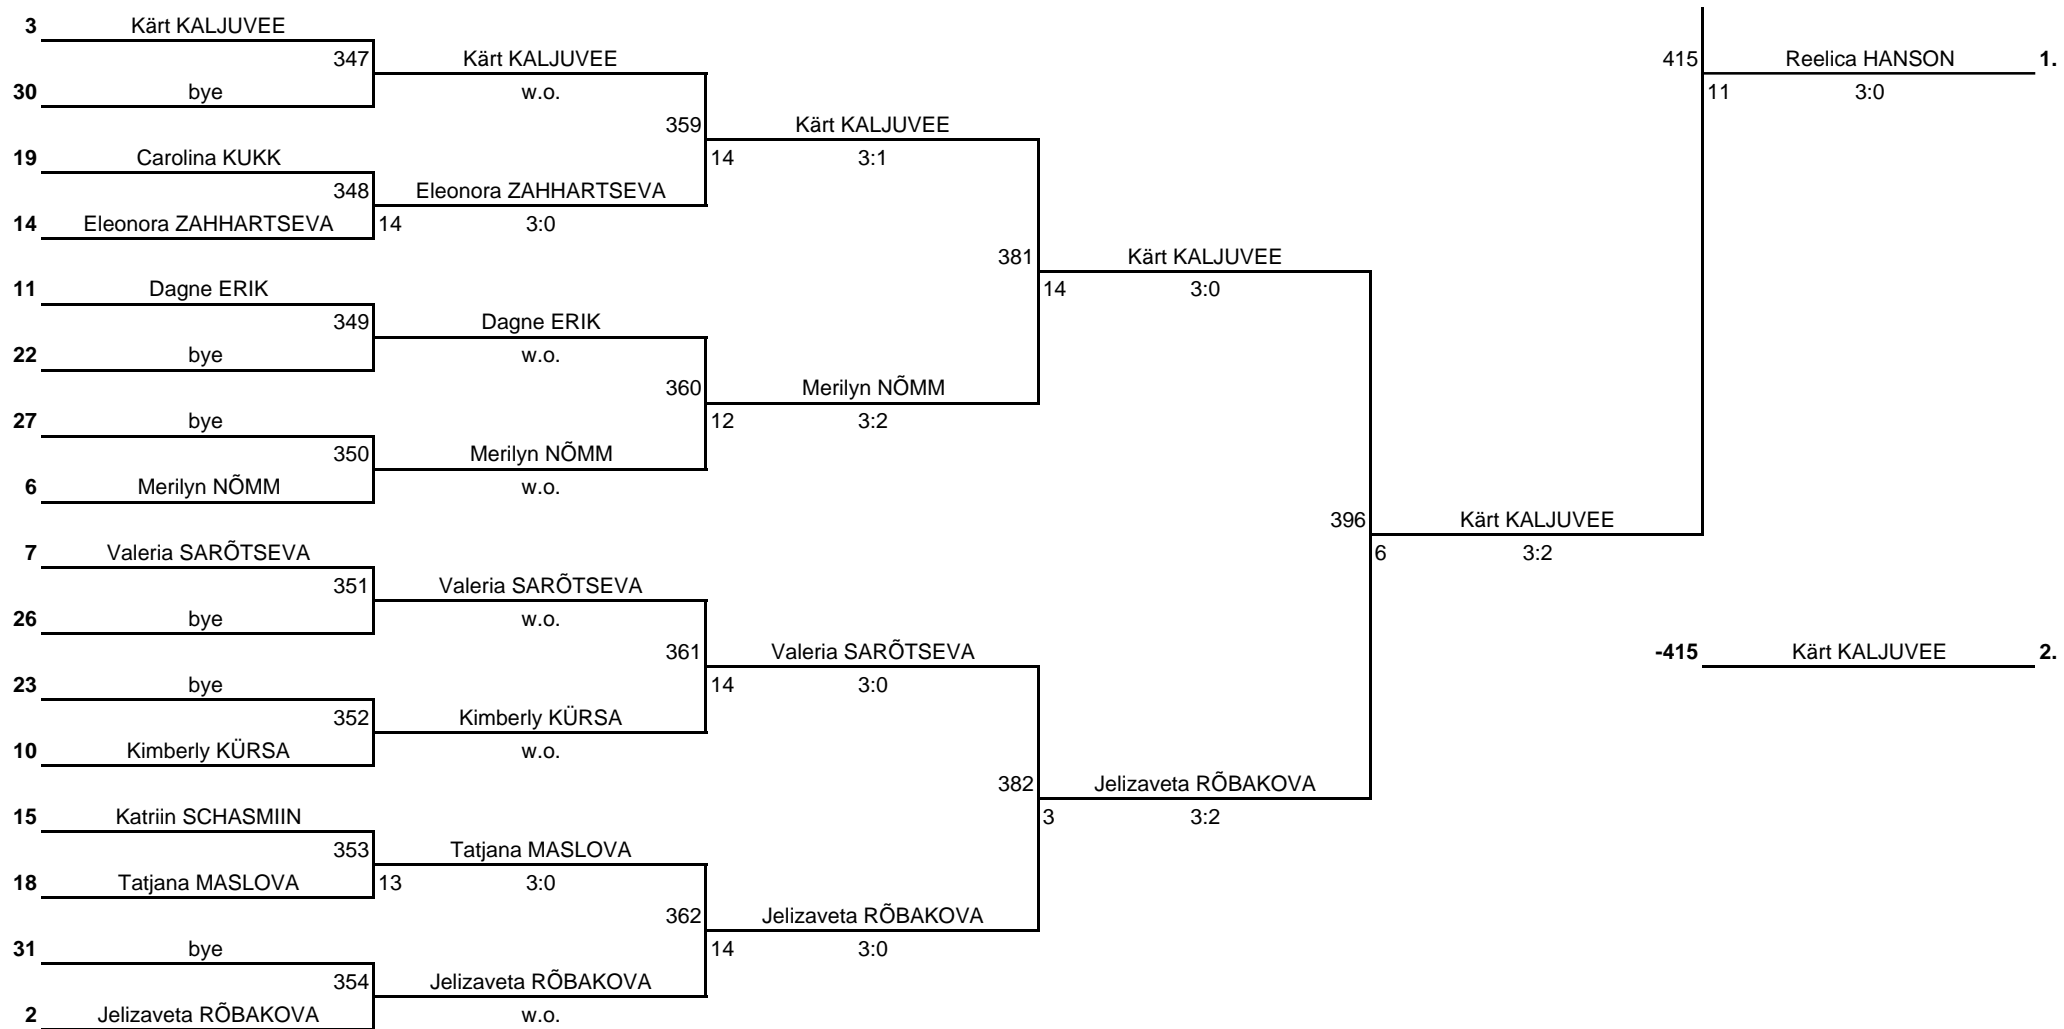 3 Kärt KALJUVEE
347 Kärt KALJUVEE 415 Reelica HANSON 1.
30 bye w.o. 11 3:0
359 Kärt KALJUVEE
19 Carolina KUKK 14 3:1
348 Eleonora ZAHHARTSEVA
14 Eleonora ZAHHARTSEVA 14 3:0
381 Kärt KALJUVEE
11 Dagne ERIK 14 3:0
349 Dagne ERIK
22 bye w.o.
360 Merilyn NÕMM
27 bye 12 3:2
350 Merilyn NÕMM
6 Merilyn NÕMM w.o.
396 Kärt KALJUVEE
7 Valeria SARÕTSEVA 6 3:2
351 Valeria SARÕTSEVA
26 bye w.o.
361 Valeria SARÕTSEVA -415 Kärt KALJUVEE 2.
23 bye 14 3:0
352 Kimberly KÜRSA
10 Kimberly KÜRSA w.o.
382 Jelizaveta RÕBAKOVA
15 Katriin SCHASMIIN 3 3:2
353 Tatjana MASLOVA
18 Tatjana MASLOVA 13 3:0
362 Jelizaveta RÕBAKOVA
31 bye 14 3:0
354 Jelizaveta RÕBAKOVA
2 Jelizaveta RÕBAKOVA w.o.